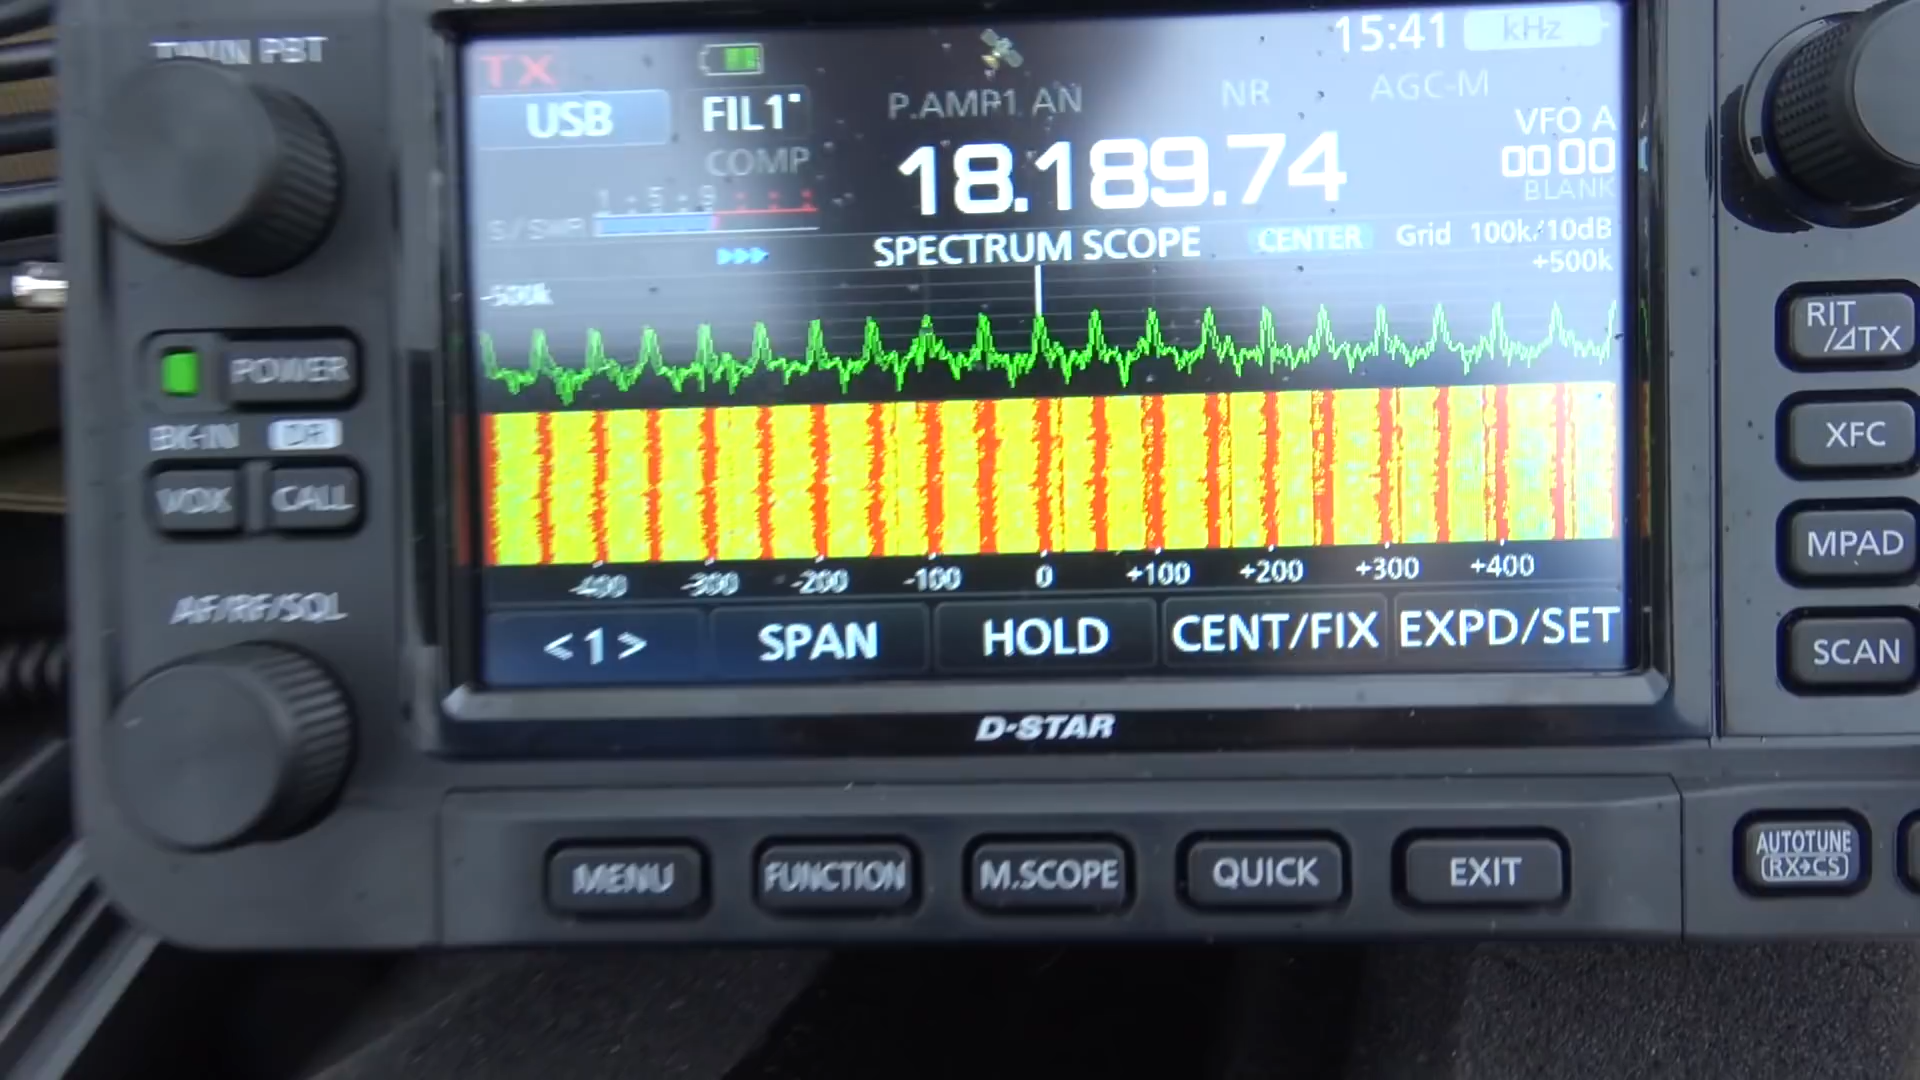 TWIN PBT
TX
15:41
kHz
USB
FIL1
P.AMP1 AN
NR
AGC-M
COMP
18.189.74
VFO A
00 00
BLANK
1 : 5 : 9
S/SWR
SPECTRUM SCOPE
CENTER
Grid 100k/10dB
-500k
+500k
-400
-300
-200
-100
0
+100
+200
+300
+400
<1>
SPAN
HOLD
CENT/FIX
EXPD/SET
D-STAR
POWER
BK-IN
DR
VOX
CALL
AF/RF/SQL
RIT
/⊿TX
XFC
MPAD
SCAN
MENU
FUNCTION
M.SCOPE
QUICK
EXIT
AUTOTUNE
RX→CS